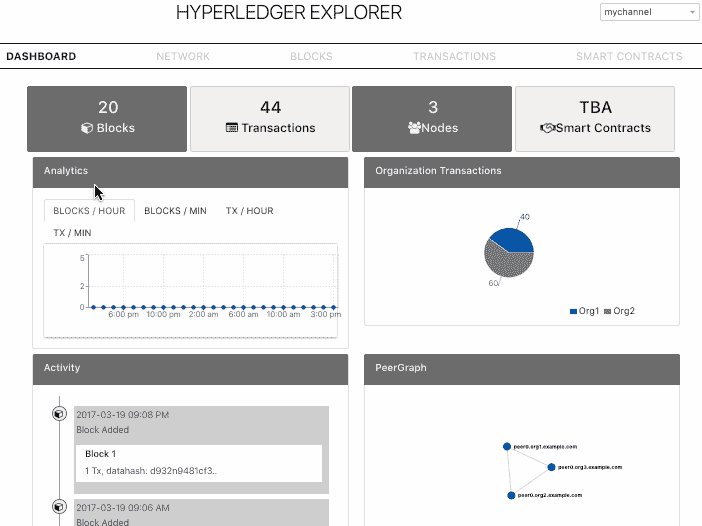 HYPERLEDGER EXPLORER
mychannel
DASHBOARD NETWORK BLOCKS TRANSACTIONS SMART CONTRACTS
20
Blocks
44
Transactions
3
Nodes
TBA
Smart Contracts
Analytics
BLOCKS / HOUR BLOCKS / MIN TX / HOUR
TX / MIN
5
2
0
6:00 pm 10:00 pm 2:00 am 6:00 am 10:00 am 3:00 pm
Organization Transactions
40
60
Org1 Org2
Activity
2017-03-19 09:08 PM
Block Added
Block 1
1 Tx, datahash: d932n9481cf3..
2017-03-19 09:06 AM
Block Added
PeerGraph
peer0.org1.example.com
peer0.org3.example.com
peer0.org2.example.com